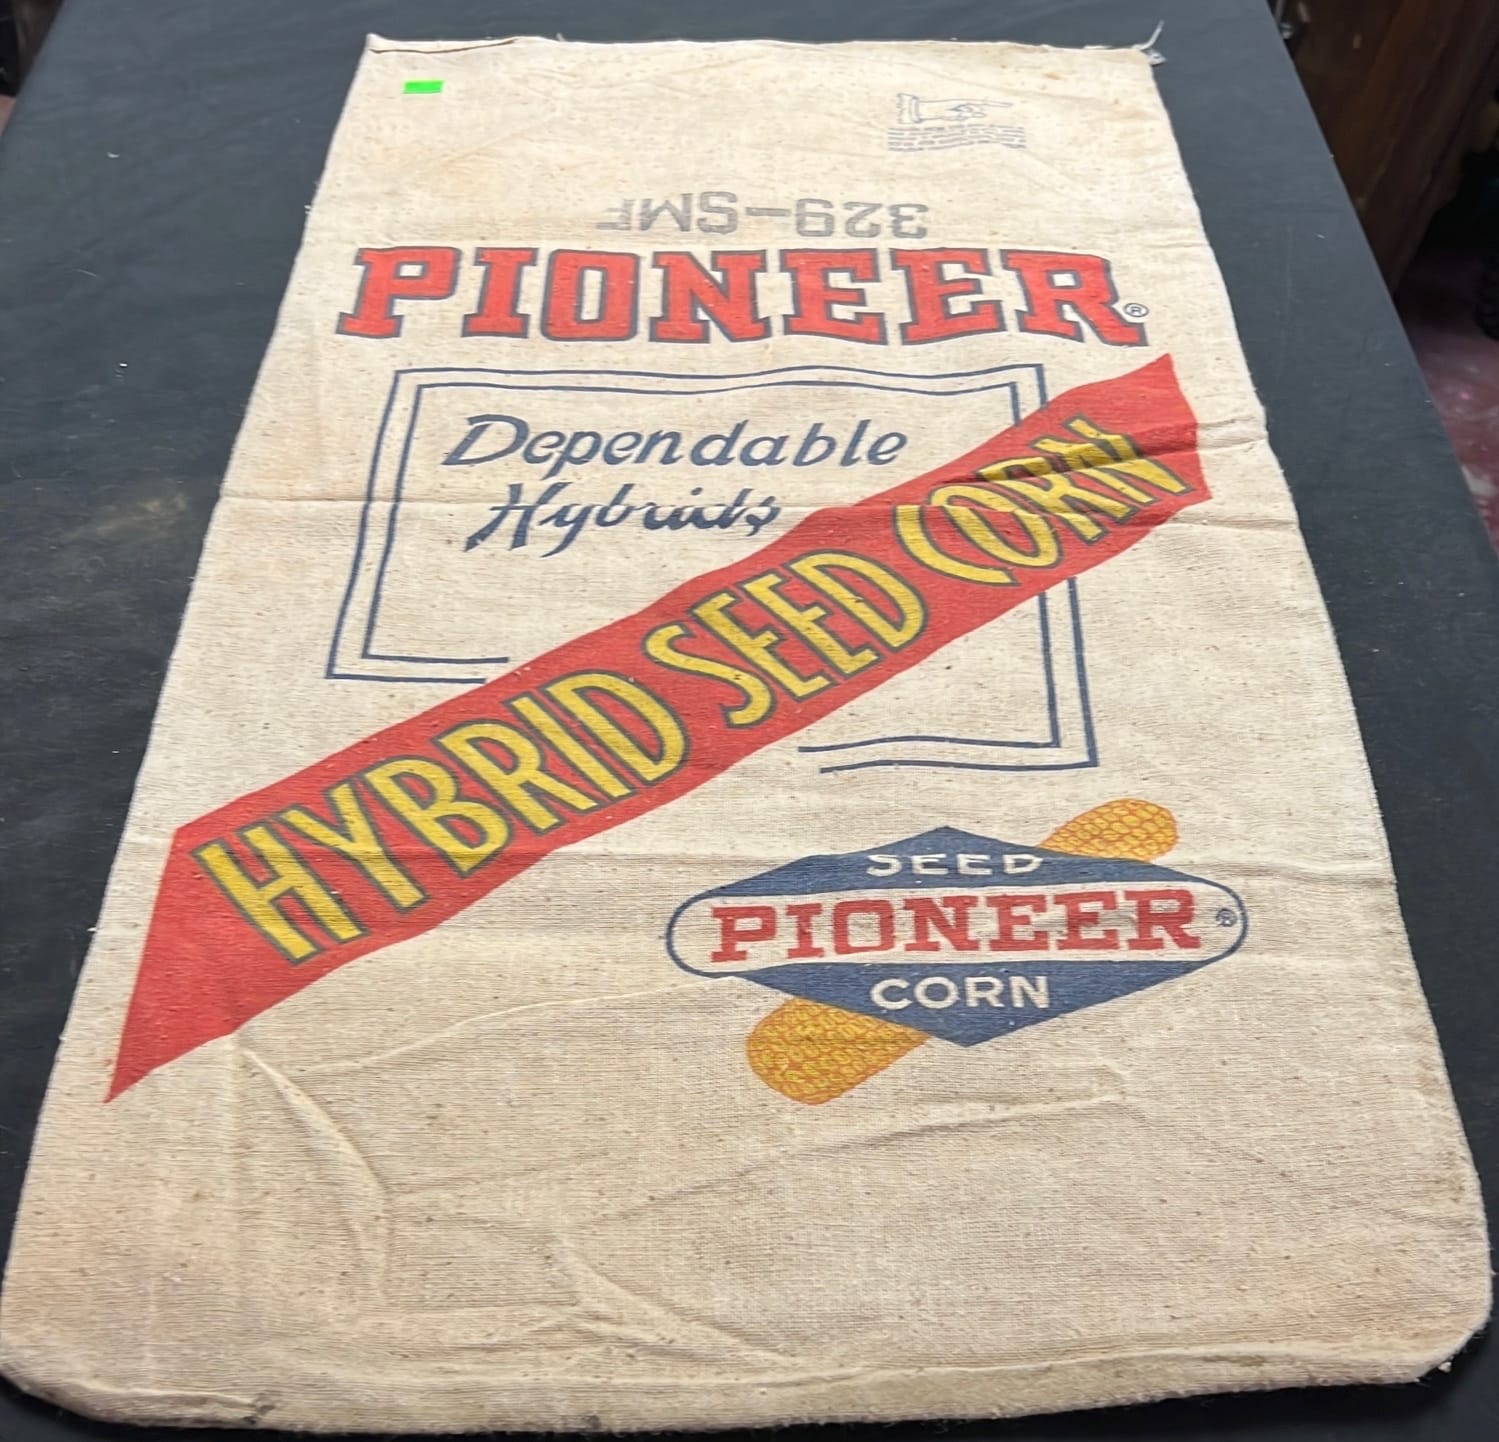 329-SMF
PIONEER®
Dependable
Hybrids
HYBRID SEED CORN
SEED
PIONEER®
CORN